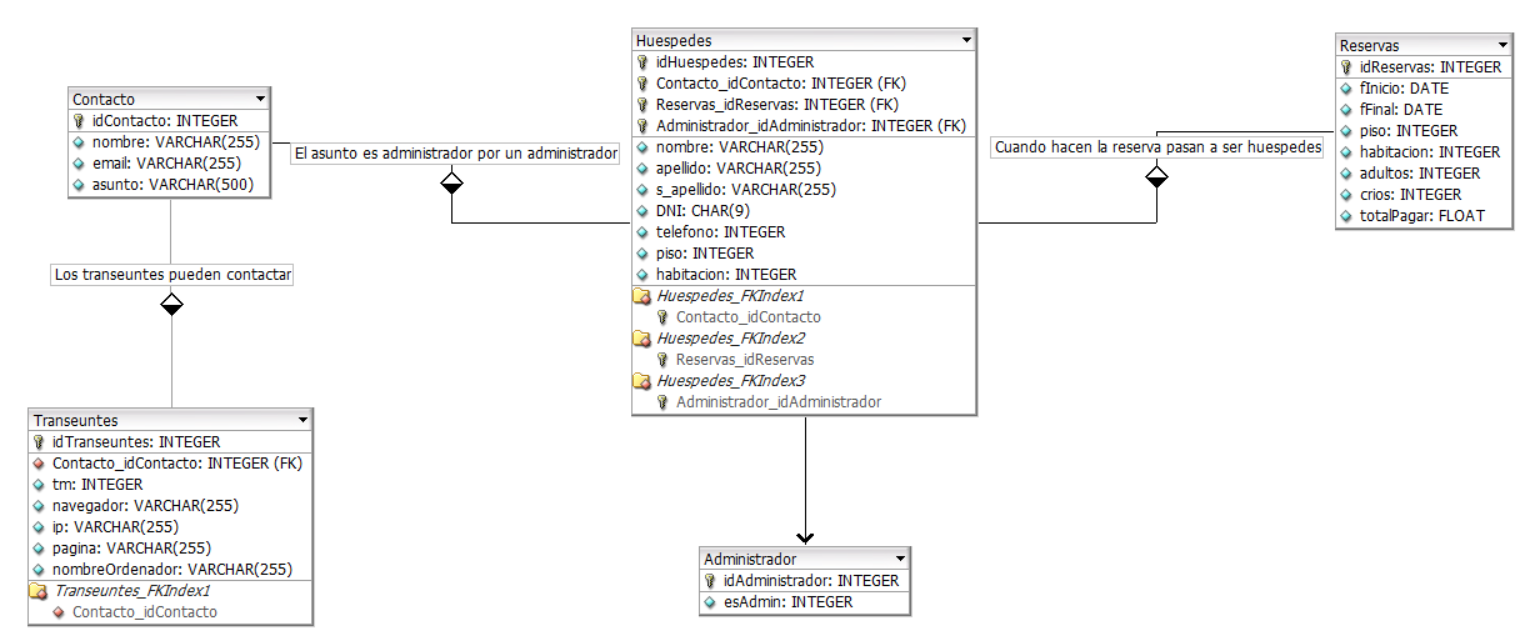 Contacto
idContacto: INTEGER
nombre: VARCHAR(255)
email: VARCHAR(255)
asunto: VARCHAR(500)
El asunto es administrador por un administrador
Los transeuntes pueden contactar
Transeuntes
idTranseuntes: INTEGER
Contacto_idContacto: INTEGER (FK)
tm: INTEGER
navegador: VARCHAR(255)
ip: VARCHAR(255)
pagina: VARCHAR(255)
nombreOrdenador: VARCHAR(255)
Transeuntes_FKIndex1
Contacto_idContacto
Huespedes
idHuespedes: INTEGER
Contacto_idContacto: INTEGER (FK)
Reservas_idReservas: INTEGER (FK)
Administrador_idAdministrador: INTEGER (FK)
nombre: VARCHAR(255)
apellido: VARCHAR(255)
s_apellido: VARCHAR(255)
DNI: CHAR(9)
telefono: INTEGER
piso: INTEGER
habitacion: INTEGER
Huespedes_FKIndex1
Contacto_idContacto
Huespedes_FKIndex2
Reservas_idReservas
Huespedes_FKIndex3
Administrador_idAdministrador
Administrador
idAdministrador: INTEGER
esAdmin: INTEGER
Cuando hacen la reserva pasan a ser huespedes
Reservas
idReservas: INTEGER
fInicio: DATE
fFinal: DATE
piso: INTEGER
habitacion: INTEGER
adultos: INTEGER
crios: INTEGER
totalPagar: FLOAT